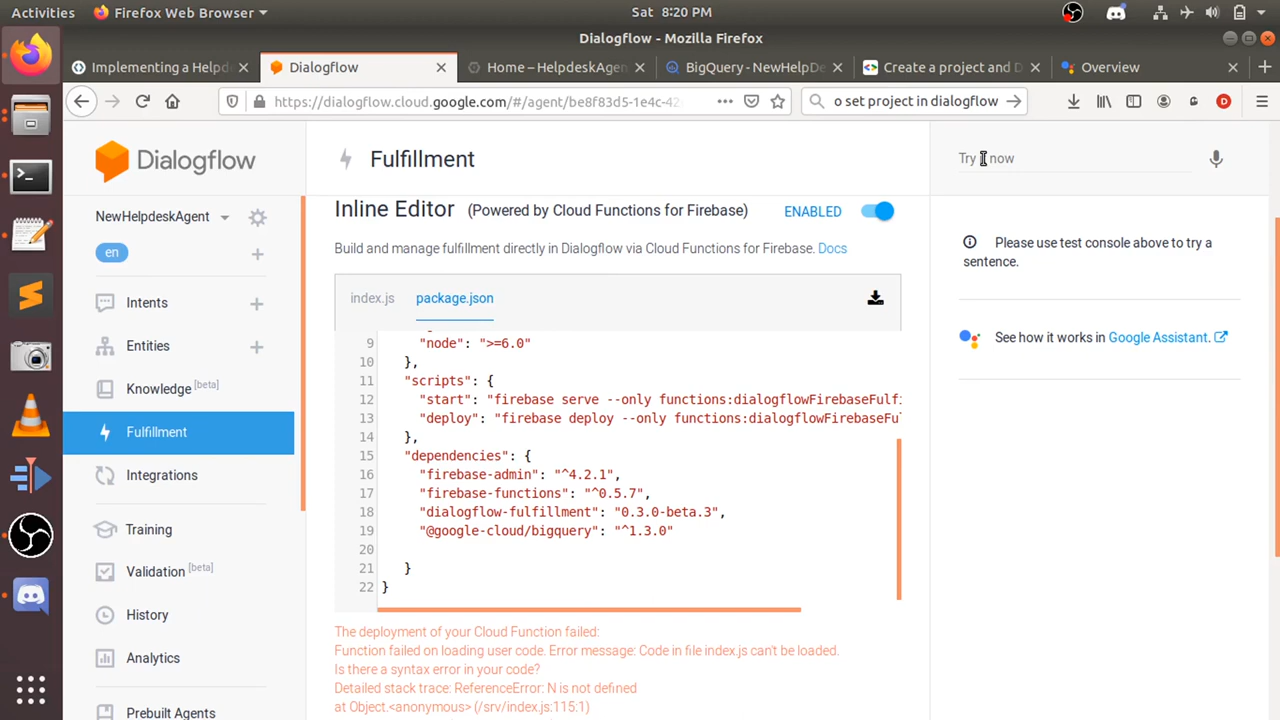 Activities
Firefox Web Browser
Sat 8:20 PM
Dialogflow - Mozilla Firefox
Implementing a Helpd
Dialogflow
Home – HelpdeskAgen
BigQuery - NewHelpDe
Create a project and D
Overview
https://dialogflow.cloud.google.com/#/agent/be8f83d5-1e4c-42
o set project in dialogflow
Dialogflow
Fulfillment
Try it now
NewHelpdeskAgent
en
Intents
Entities
Knowledge [beta]
Fulfillment
Integrations
Training
Validation [beta]
History
Analytics
Prebuilt Agents
Inline Editor (Powered by Cloud Functions for Firebase) ENABLED
Build and manage fulfillment directly in Dialogflow via Cloud Functions for Firebase. Docs
index.js package.json
9 "node": ">=6.0"
10 },
11 "scripts": {
12 "start": "firebase serve --only functions:dialogflowFirebaseFulfi
13 "deploy": "firebase deploy --only functions:dialogflowFirebaseFu
14 },
15 "dependencies": {
16 "firebase-admin": "^4.2.1",
17 "firebase-functions": "^0.5.7",
18 "dialogflow-fulfillment": "0.3.0-beta.3",
19 "@google-cloud/bigquery": "^1.3.0"
20
21 }
22 }
The deployment of your Cloud Function failed:
Function failed on loading user code. Error message: Code in file index.js can't be loaded.
Is there a syntax error in your code?
Detailed stack trace: ReferenceError: N is not defined
at Object.<anonymous> (/srv/index.js:115:1)
Please use test console above to try a
sentence.
See how it works in Google Assistant.